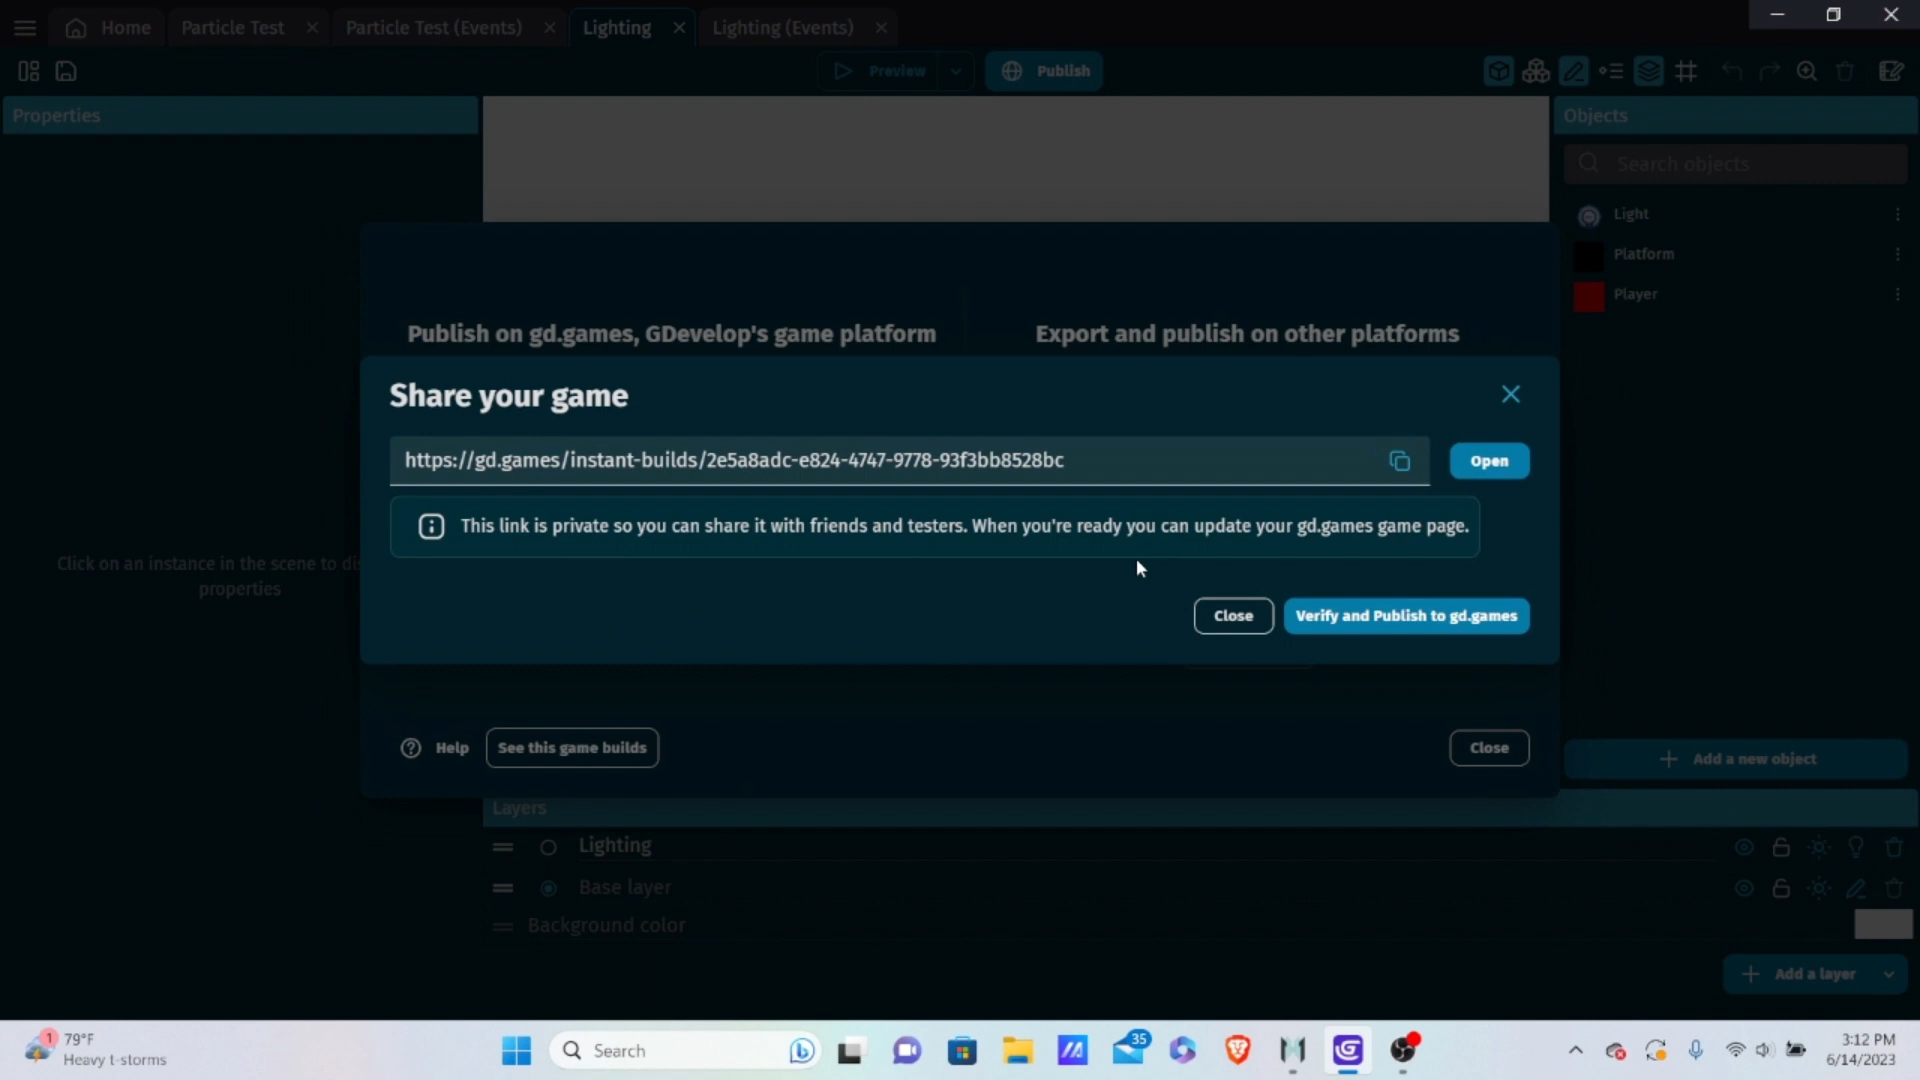 Home
Particle Test
Particle Test (Events)
Lighting
Lighting (Events)
Preview
Publish
Properties
Objects
Search objects
Light
Platform
Player
Publish on gd.games, GDevelop's game platform
Export and publish on other platforms
Share your game
https://gd.games/instant-builds/2e5a8adc-e824-4747-9778-93f3bb8528bc
Open
This link is private so you can share it with friends and testers. When you're ready you can update your gd.games game page.
Click on an instance in the scene to di
properties
Close
Verify and Publish to gd.games
Help
See this game builds
Close
Add a new object
Layers
Lighting
Base layer
Background color
Add a layer
1
79°F
Heavy t-storms
Search
35
3:12 PM
6/14/2023